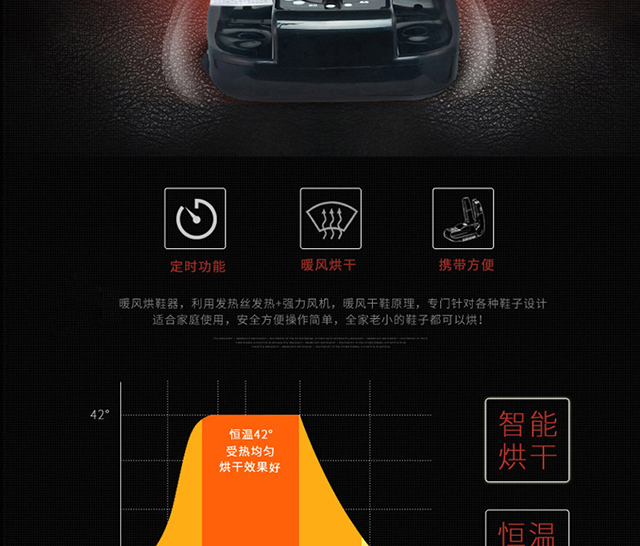 定时功能
暖风烘干
携带方便
暖风烘鞋器，利用发热丝发热+强力风机，暖风干鞋原理，专门针对各种鞋子设计
适合家庭使用，安全方便操作简单，全家老小的鞋子都可以烘！
42°
恒温42°
受热均匀
烘干效果好
智能
烘干
恒温